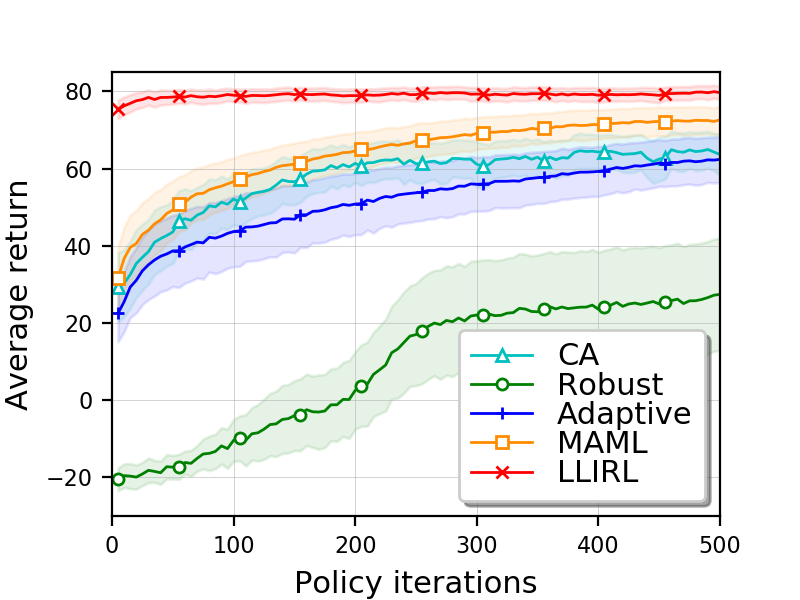 80
60
40
20
0
−20
Average return
0 100 200 300 400 500
Policy iterations
CA
Robust
Adaptive
MAML
LLIRL